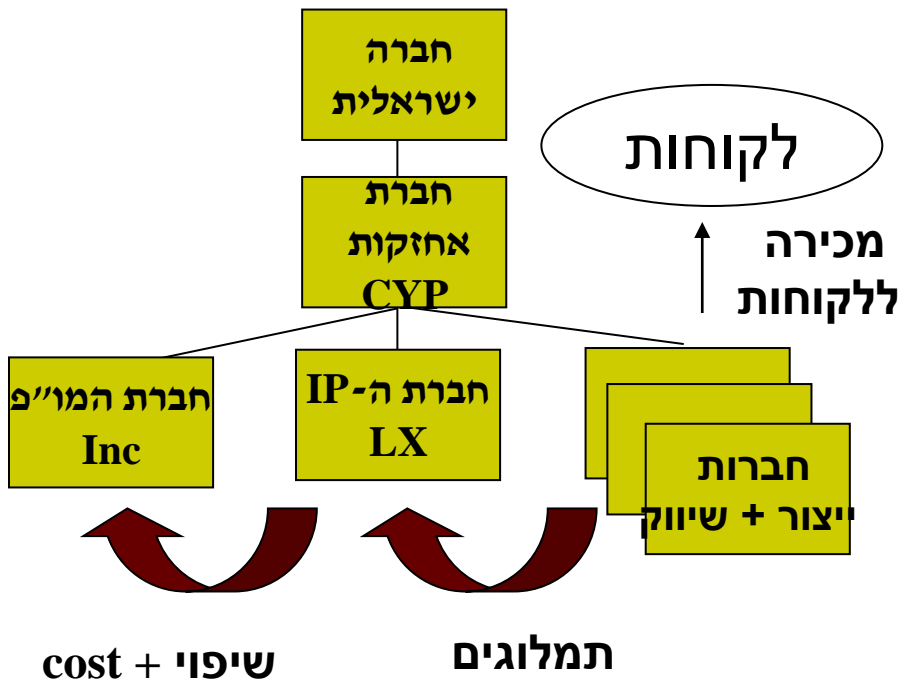 חברה
ישראלית
לקוחות
חברת
אחזקות
CYP
מכירה
ללקוחות
חברת המו״פ
Inc
חברת ה-IP
LX
חברות
ייצור + שיווק
שיפוי + cost
תמלוגים